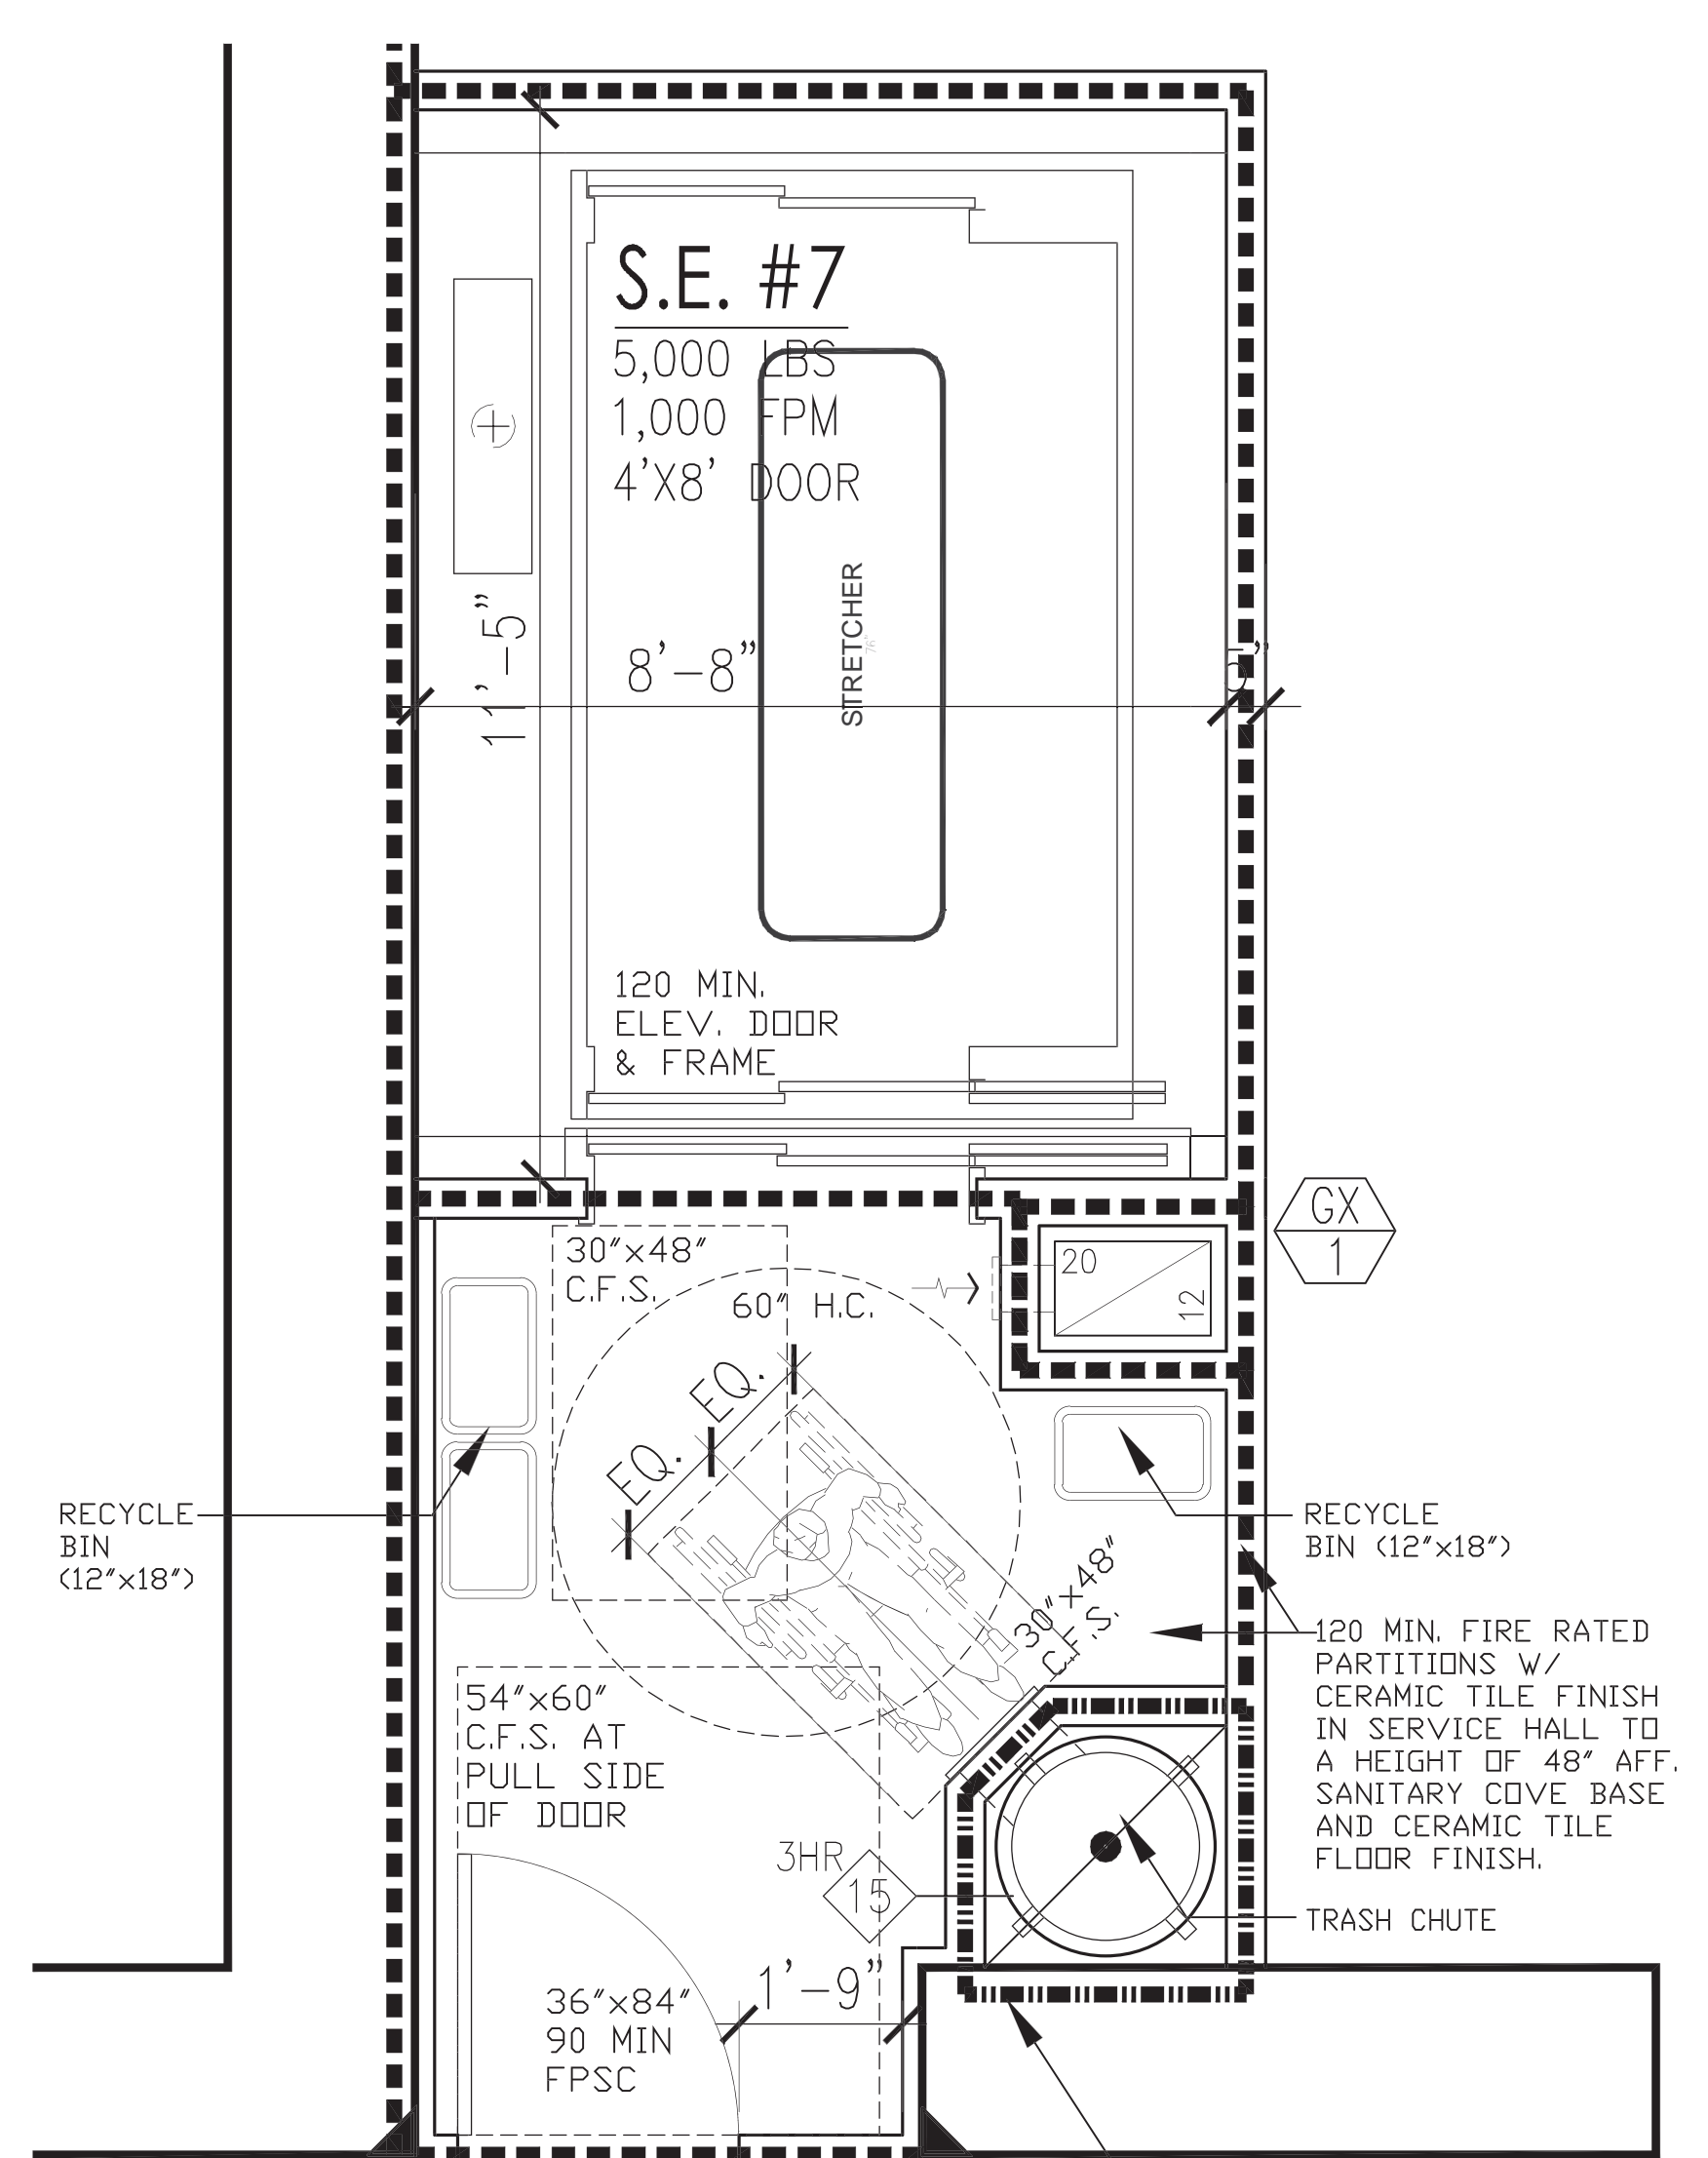 S.E. #7
5,000 LBS
1,000 FPM
4'X8' DOOR
STRETCHER
76"
11'-5"
8'-8"
5"
120 MIN.
ELEV. DOOR
& FRAME
GX
1
30"x48"
C.F.S.
60" H.C.
20
12
EQ.
EQ.
RECYCLE
BIN
(12"x18")
RECYCLE
BIN (12"x18")
30"x48"
C.F.S.
120 MIN. FIRE RATED
PARTITIONS W/
CERAMIC TILE FINISH
IN SERVICE HALL TO
A HEIGHT OF 48" AFF.
SANITARY COVE BASE
AND CERAMIC TILE
FLOOR FINISH.
54"x60"
C.F.S. AT
PULL SIDE
OF DOOR
3HR
15
TRASH CHUTE
1'-9"
36"x84"
90 MIN
FPSC